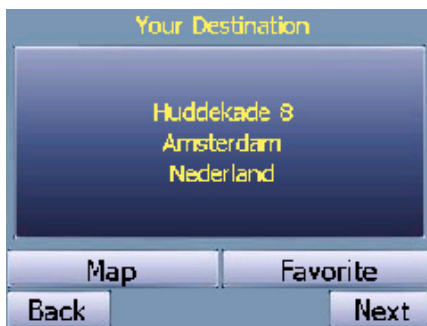 Your Destination
Huddekade 8
Amsterdam
Nederland
Map Favorite
Back Next